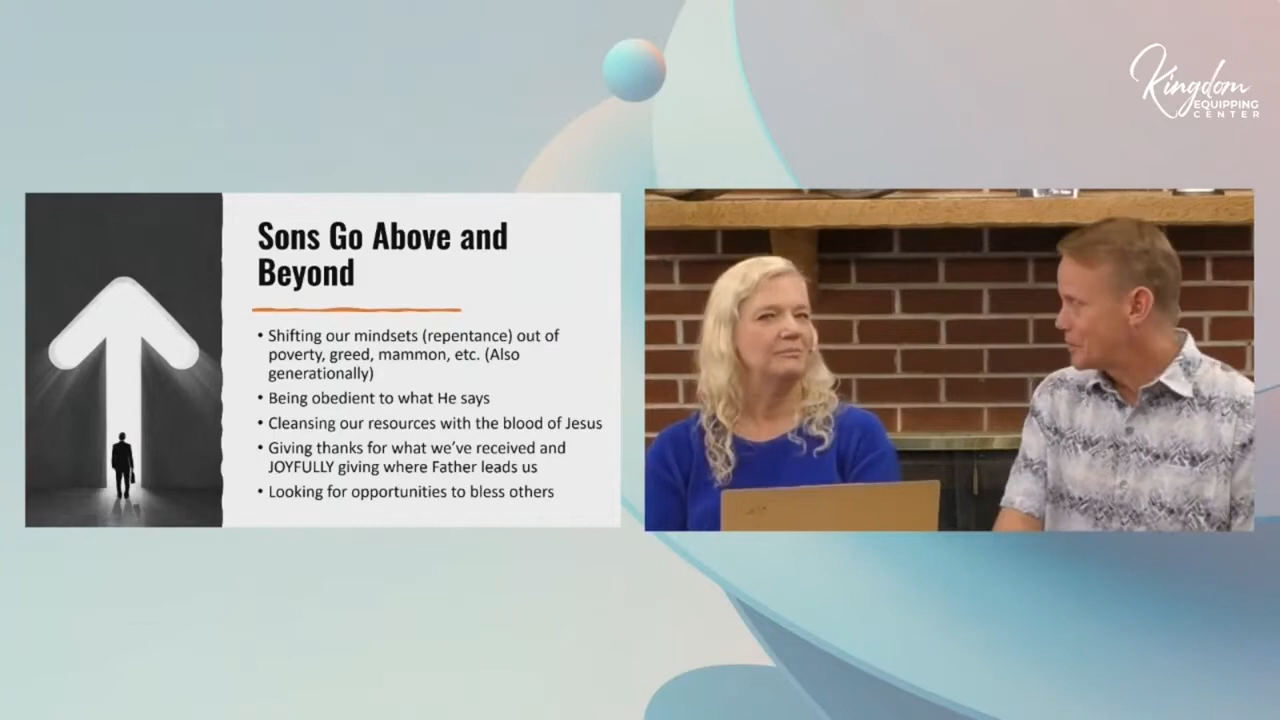 Kingdom
EQUIPPING
CENTER
Sons Go Above and
Beyond
• Shifting our mindsets (repentance) out of
poverty, greed, mammon, etc. (Also
generationally)
• Being obedient to what He says
• Cleansing our resources with the blood of Jesus
• Giving thanks for what we've received and
JOYFULLY giving where Father leads us
• Looking for opportunities to bless others